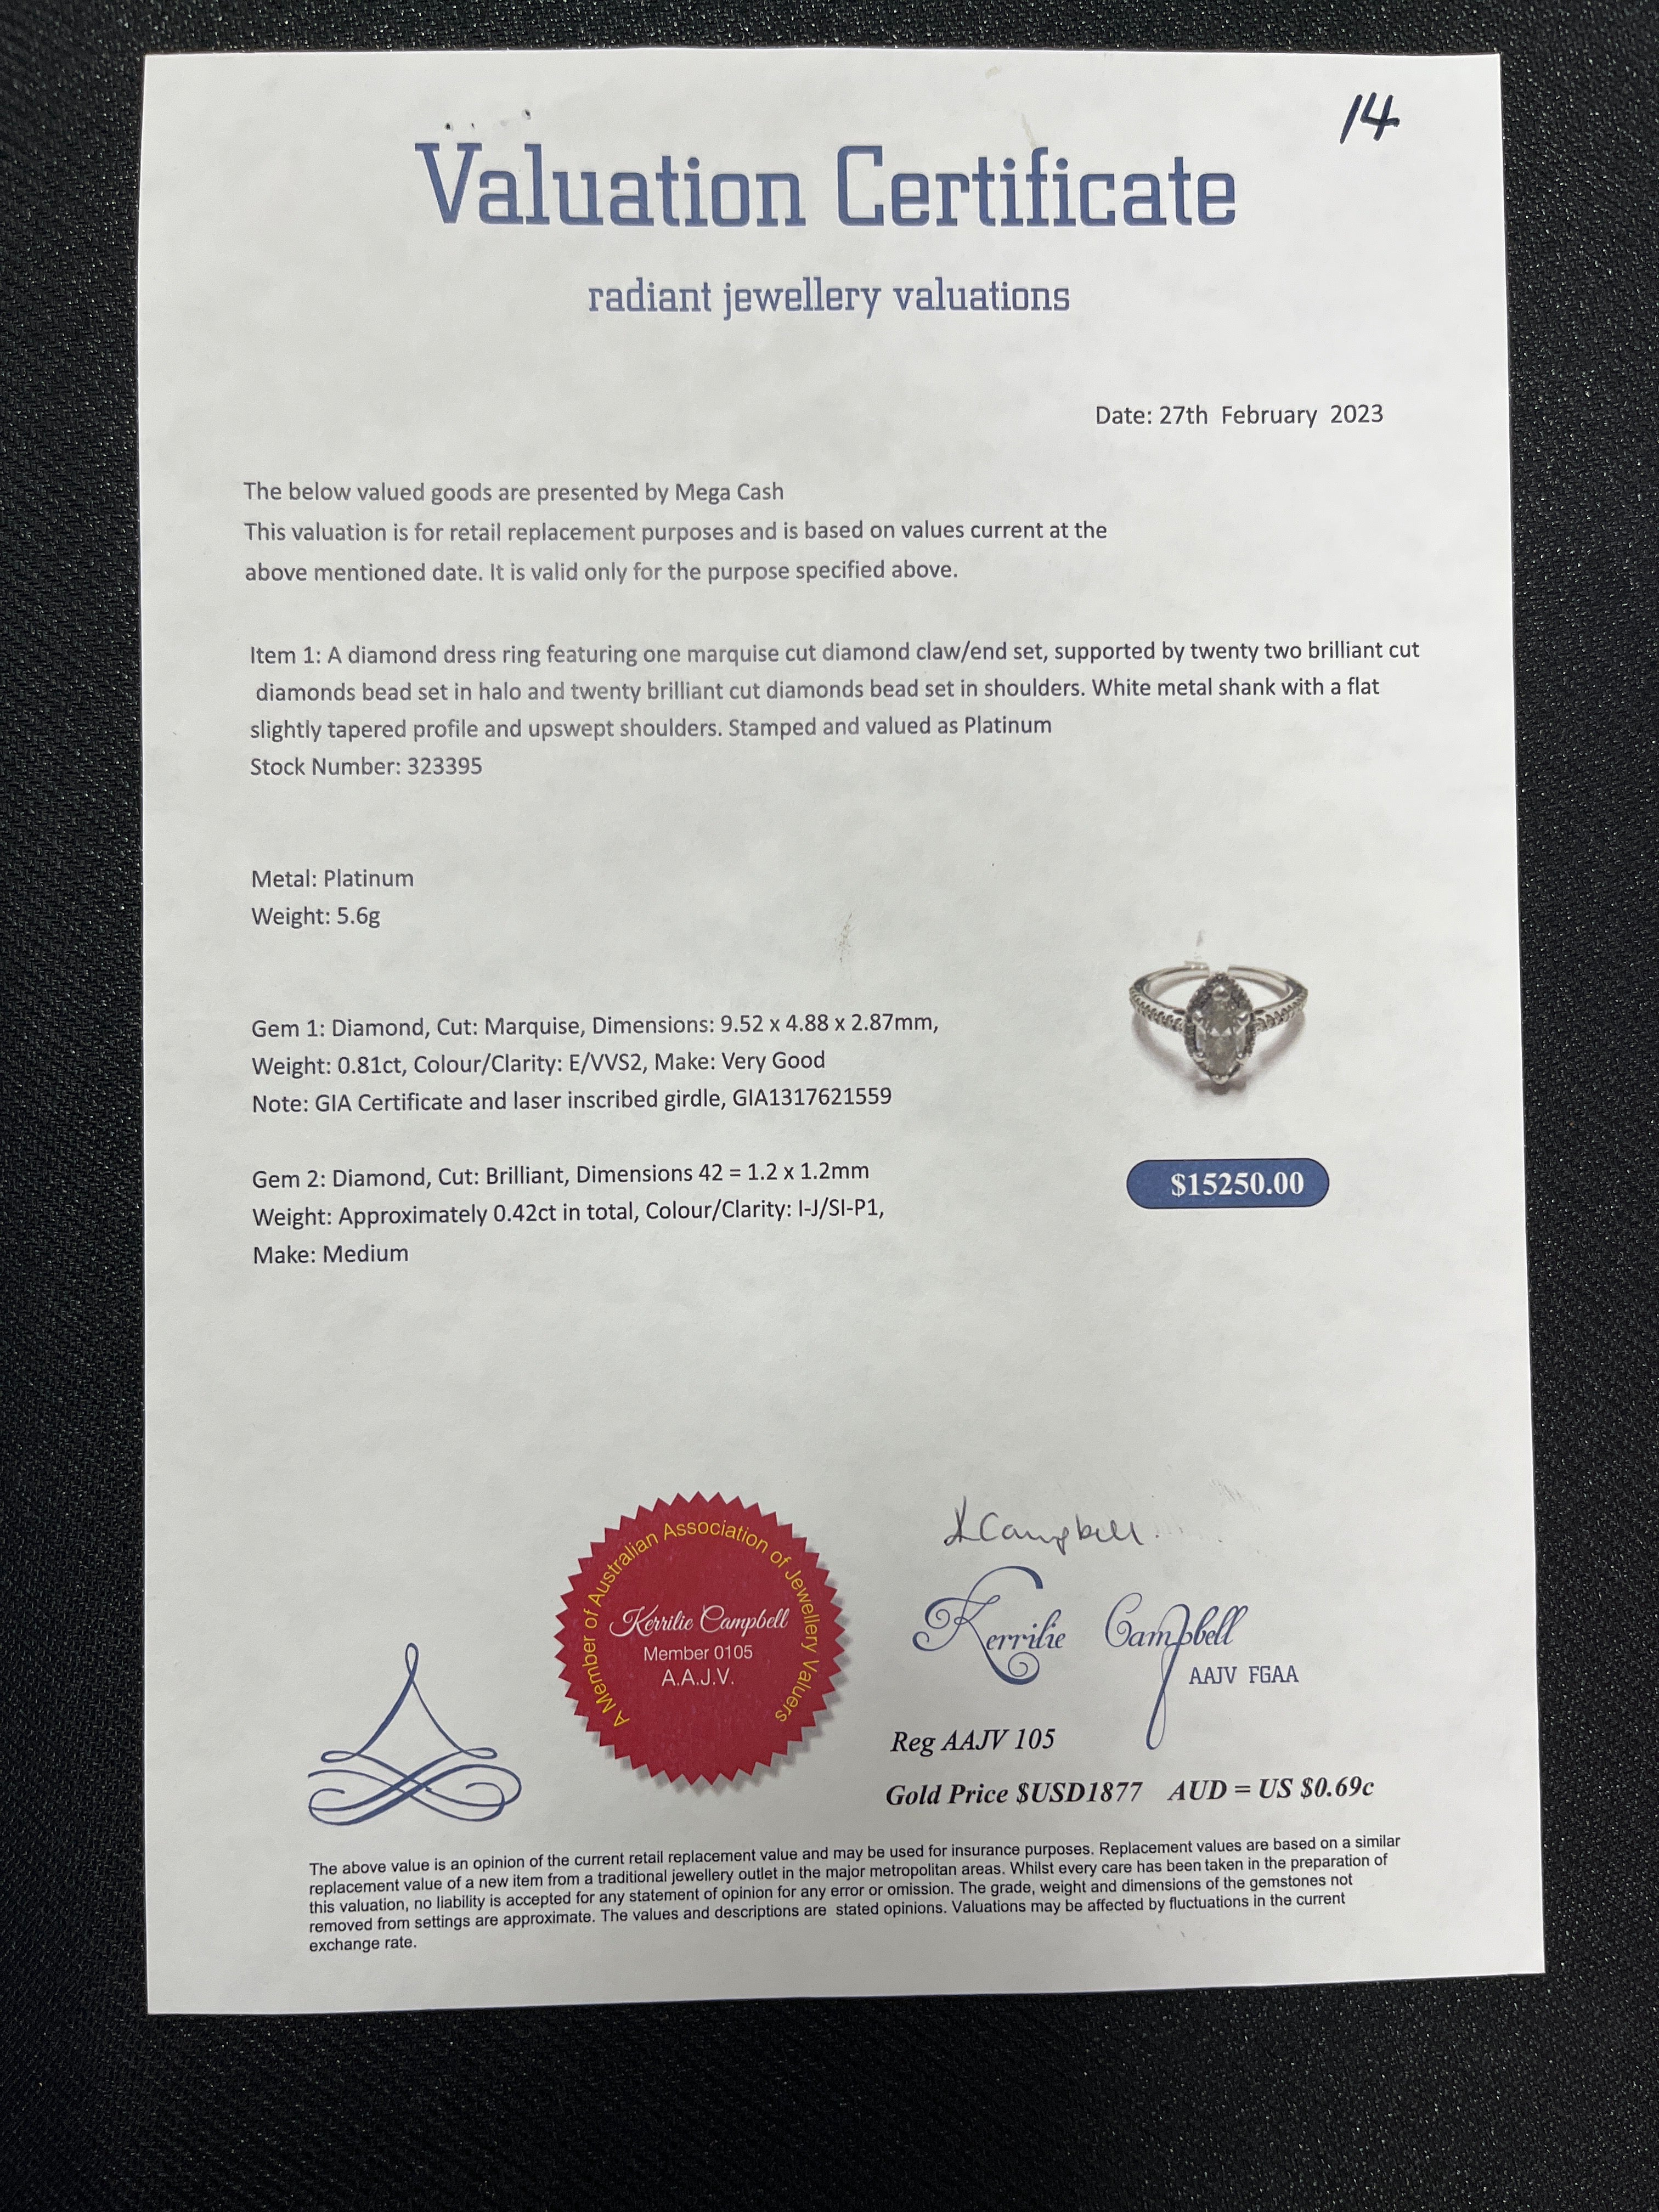 14
Valuation Certificate
radiant jewellery valuations
Date: 27th February 2023
The below valued goods are presented by Mega Cash
This valuation is for retail replacement purposes and is based on values current at the
above mentioned date. It is valid only for the purpose specified above.
Item 1: A diamond dress ring featuring one marquise cut diamond claw/end set, supported by twenty two brilliant cut
diamonds bead set in halo and twenty brilliant cut diamonds bead set in shoulders. White metal shank with a flat
slightly tapered profile and upswept shoulders. Stamped and valued as Platinum
Stock Number: 323395
Metal: Platinum
Weight: 5.6g
Gem 1: Diamond, Cut: Marquise, Dimensions: 9.52 x 4.88 x 2.87mm,
Weight: 0.81ct, Colour/Clarity: E/VVS2, Make: Very Good
Note: GIA Certificate and laser inscribed girdle, GIA1317621559
Gem 2: Diamond, Cut: Brilliant, Dimensions 42 = 1.2 x 1.2mm
Weight: Approximately 0.42ct in total, Colour/Clarity: I-J/SI-P1,
Make: Medium
$15250.00
A Member of Australian Association of Jewellery Valuers
Kerrilie Campbell
Member 0105
A.A.J.V.
K Campbell.
Kerrilie Campbell
AAJV FGAA
Reg AAJV 105
Gold Price $USD1877 AUD = US $0.69c
The above value is an opinion of the current retail replacement value and may be used for insurance purposes. Replacement values are based on a similar
replacement value of a new item from a traditional jewellery outlet in the major metropolitan areas. Whilst every care has been taken in the preparation of
this valuation, no liability is accepted for any statement of opinion for any error or omission. The grade, weight and dimensions of the gemstones not
removed from settings are approximate. The values and descriptions are stated opinions. Valuations may be affected by fluctuations in the current
exchange rate.